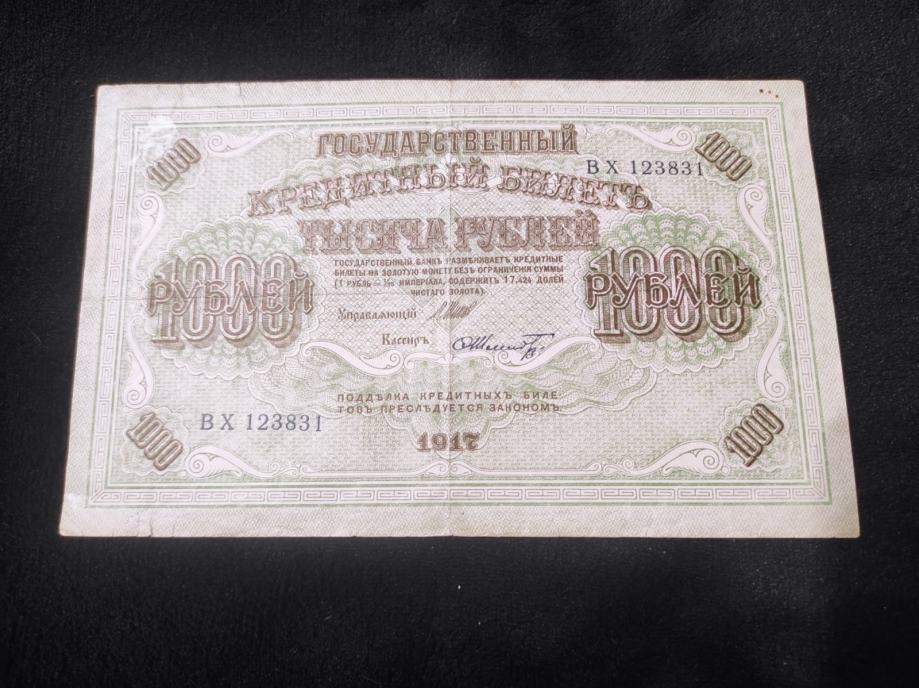 1000
ГОСУДАРСТВЕННЫЙ
1000
ВХ 123831
КРЕДИТНЫЙ БИЛЕТЪ
ТЫСЯЧА РУБЛЕЙ
ГОСУДАРСТВЕННЫЙ БАНКЪ РАЗМѢНИВАЕТЪ КРЕДИТНЫЕ
БИЛЕТЫ НА ЗОЛОТУЮ МОНЕТУ БЕЗЪ ОГРАНИЧЕНІЯ СУММЫ
(1 РУБЛЬ = 1/15 ИМПЕРІАЛА, СОДЕРЖИТЪ 17,424 ДОЛЕЙ
ЧИСТАГО ЗОЛОТА)
1000
РУБЛЕЙ
1000
РУБЛЕЙ
Управляющій
Кассиръ
ПОДДѢЛКА КРЕДИТНЫХЪ БИЛЕ
ТОВЪ ПРЕСЛѢДУЕТСЯ ЗАКОНОМЪ.
ВХ 123831
1917
1000
1000